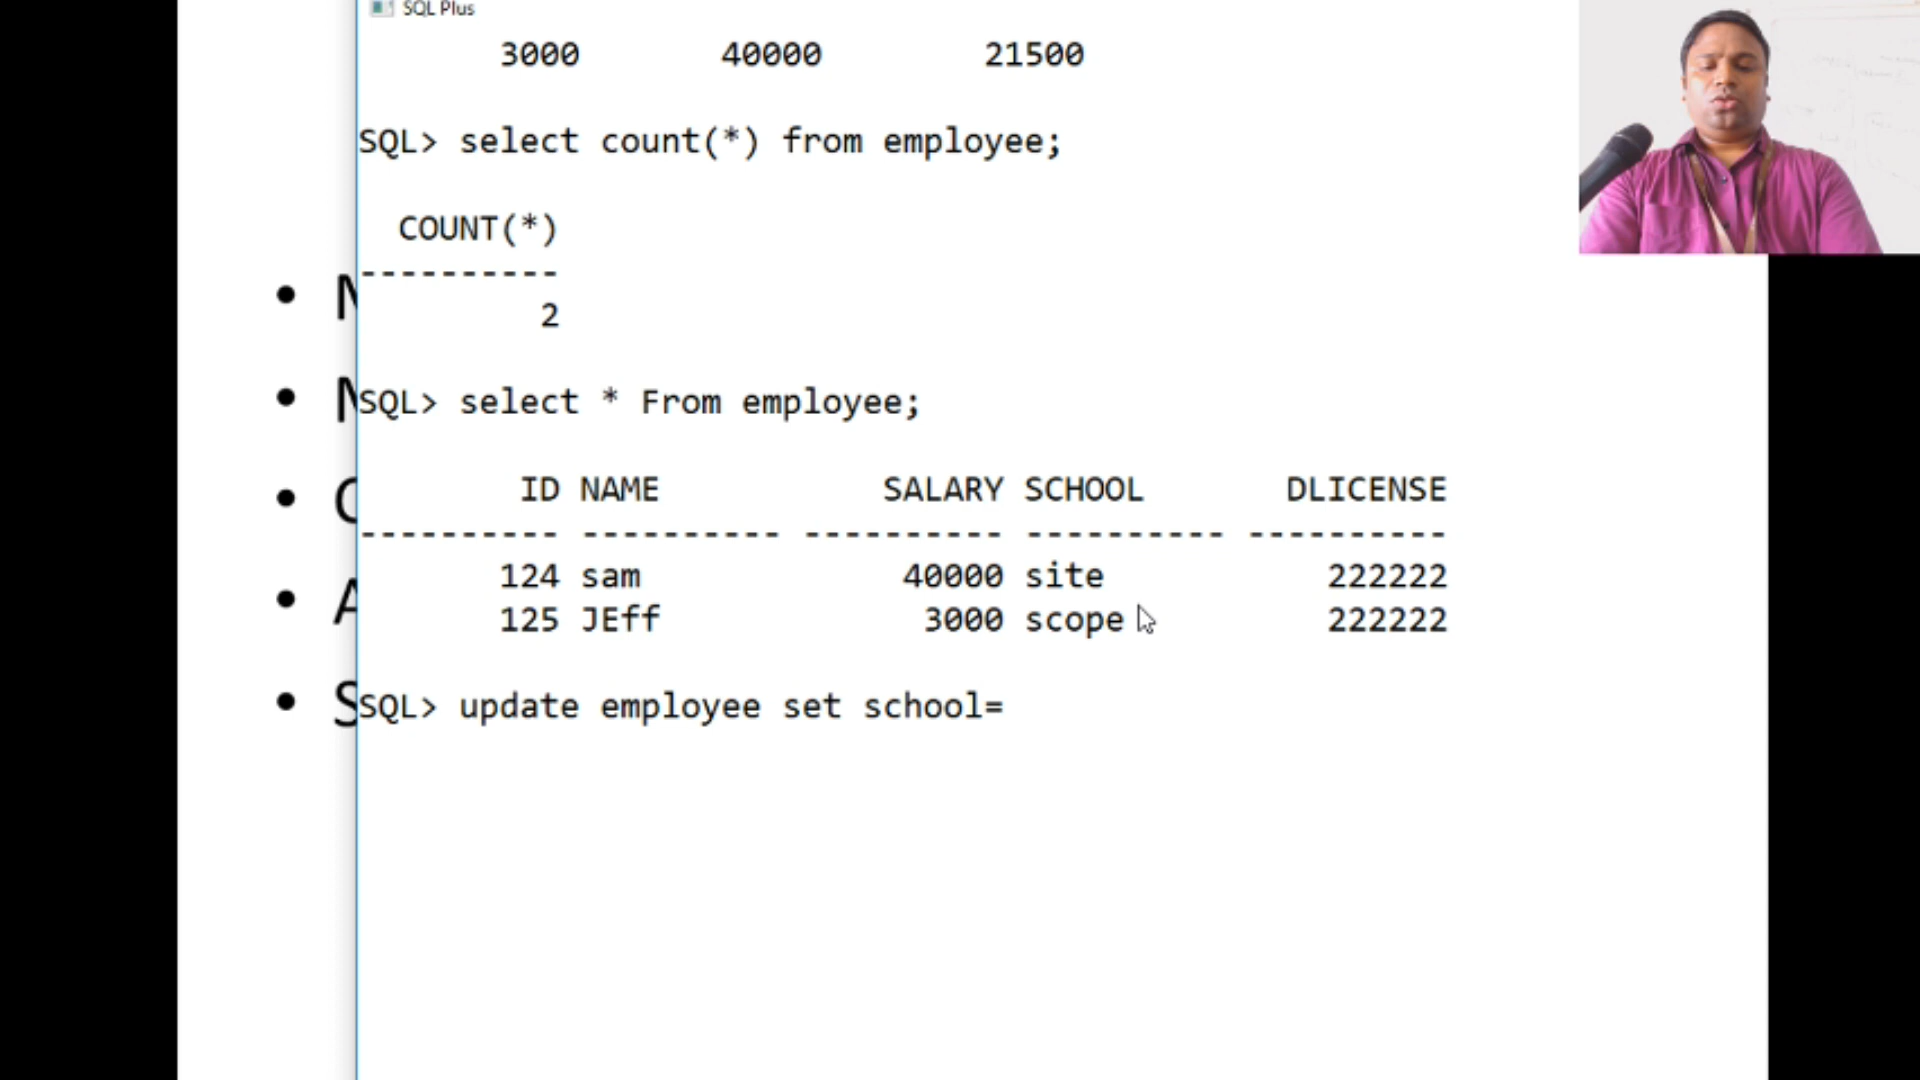 SQL Plus
3000 40000 21500
SQL> select count(*) from employee;
COUNT(*)
----------
2
SQL> select * From employee;
ID NAME SALARY SCHOOL DLICENSE
---------- ---------- ---------- ---------- ----------
124 sam 40000 site 222222
125 JEff 3000 scope 222222
SQL> update employee set school=